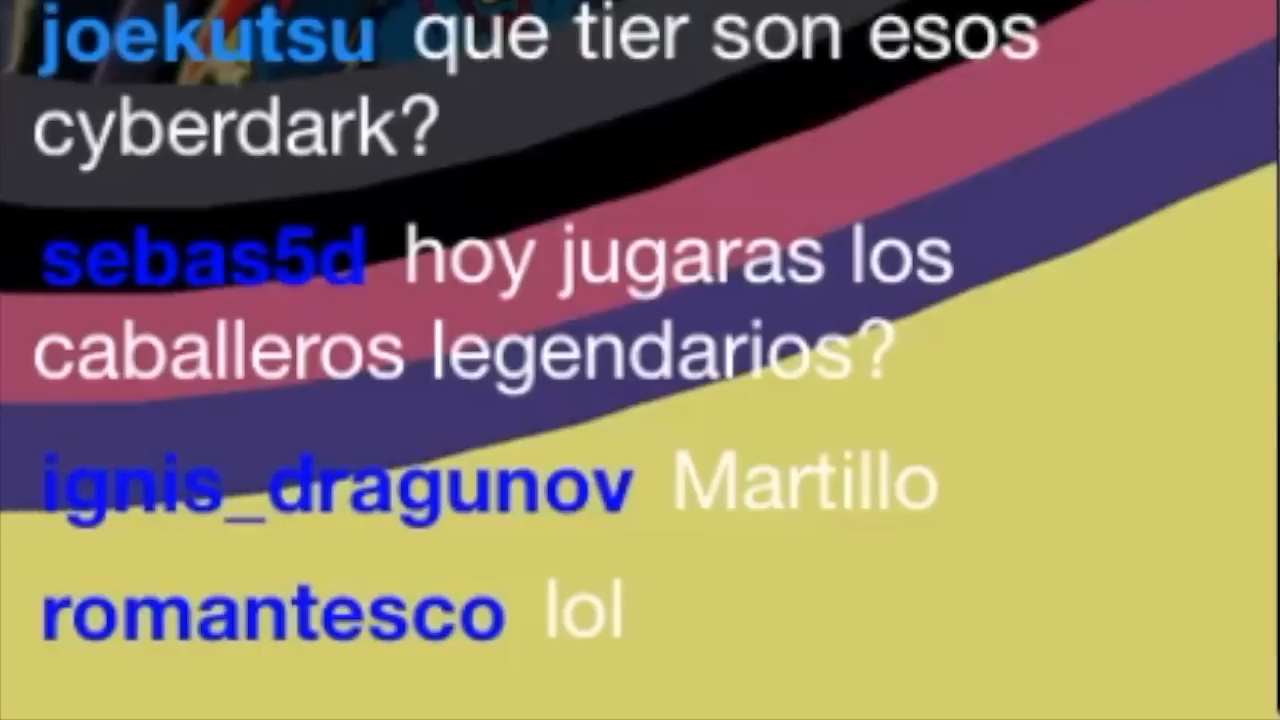 joekutsu que tier son esos
cyberdark?
sebas5d hoy jugaras los
caballeros legendarios?
ignis_dragunov Martillo
romantesco lol